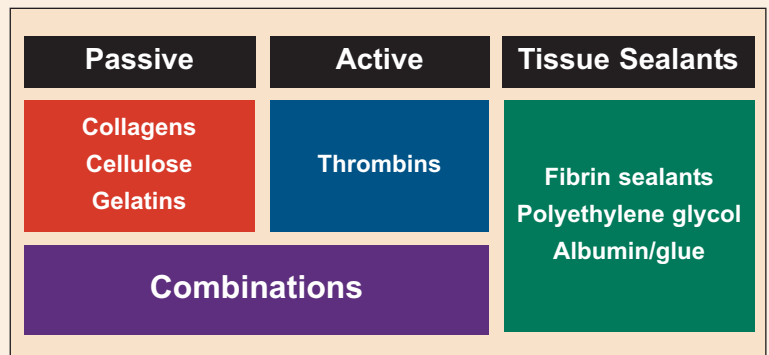 Passive
Active
Tissue Sealants
Collagens
Cellulose
Gelatins
Thrombins
Fibrin sealants
Polyethylene glycol
Albumin/glue
Combinations